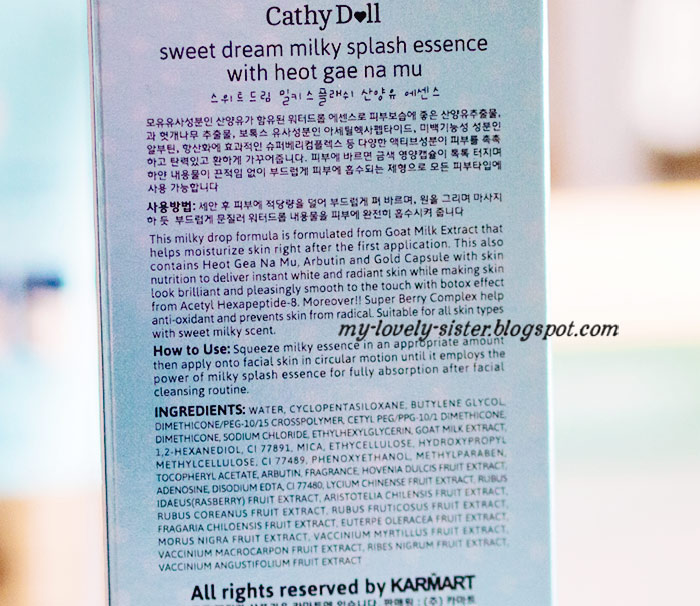 Cathy Doll
sweet dream milky splash essence
with heot gae na mu
스위트드림 밀키스플래쉬 산양유 에센스
모유유사성분인 산양유가 함유된 워터드롭 에센스로 피부보습에 좋은 산양유추출물,
과 헛개나무 추출물, 보톡스 유사성분인 아세틸헥사펩타이드, 미백기능성 성분인
알부틴, 항산화에 효과적인 슈퍼베리컴플렉스 등 다양한 액티브성분이 피부를 촉촉
하고 탄력있고 환하게 가꾸어줍니다. 피부에 바르면 금색 영양캡슐이 톡톡 터지며
하얀 내용물이 끈적임 없이 부드럽게 피부에 흡수되는 제형으로 모든 피부타입에
사용 가능합니다
사용방법: 세안 후 피부에 적당량을 덜어 부드럽게 펴 바르며, 원을 그리며 마사지
하 듯 부드럽게 문질러 워터드롭 내용물을 피부에 완전히 흡수시켜 줍니다
This milky drop formula is formulated from Goat Milk Extract that
helps moisturize skin right after the first application. This also
contains Heot Gea Na Mu, Arbutin and Gold Capsule with skin
nutrition to deliver instant white and radiant skin while making skin
look brilliant and pleasingly smooth to the touch with botox effect
from Acetyl Hexapeptide-8. Moreover!! Super Berry Complex help
anti-oxidant and prevents skin from radical. Suitable for all skin types
with sweet milky scent.
my-lovely-sister.blogspot.com
How to Use: Squeeze milky essence in an appropriate amount
then apply onto facial skin in circular motion until it employs the
power of milky splash essence for fully absorption after facial
cleansing routine.
INGREDIENTS: WATER, CYCLOPENTASILOXANE, BUTYLENE GLYCOL,
DIMETHICONE/PEG-10/15 CROSSPOLYMER, CETYL PEG/PPG-10/1 DIMETHICONE,
DIMETHICONE, SODIUM CHLORIDE, ETHYLHEXYLGLYCERIN, GOAT MILK EXTRACT,
1,2-HEXANEDIOL, CI 77891, MICA, ETHYCELLULOSE, HYDROXYPROPYL
METHYLCELLULOSE, CI 77489, PHENOXYETHANOL, METHYLPARABEN,
TOCOPHERYL ACETATE, ARBUTIN, FRAGRANCE, HOVENIA DULCIS FRUIT EXTRACT,
ADENOSINE, DISODIUM EDTA, CI 77480, LYCIUM CHINENSE FRUIT EXTRACT, RUBUS
IDAEUS(RASBERRY) FRUIT EXTRACT, ARISTOTELIA CHILENSIS FRUIT EXTRACT,
RUBUS COREANUS FRUIT EXTRACT, RUBUS FRUTICOSUS FRUIT EXTRACT,
FRAGARIA CHILOENSIS FRUIT EXTRACT, EUTERPE OLERACEA FRUIT EXTRACT,
MORUS NIGRA FRUIT EXTRACT, VACCINIUM MYRTILLUS FRUIT EXTRACT,
VACCINIUM MACROCARPON FRUIT EXTRACT, RIBES NIGRUM FRUIT EXTRACT,
VACCINIUM ANGUSTIFOLIUM FRUIT EXTRACT
All rights reserved by KARMART